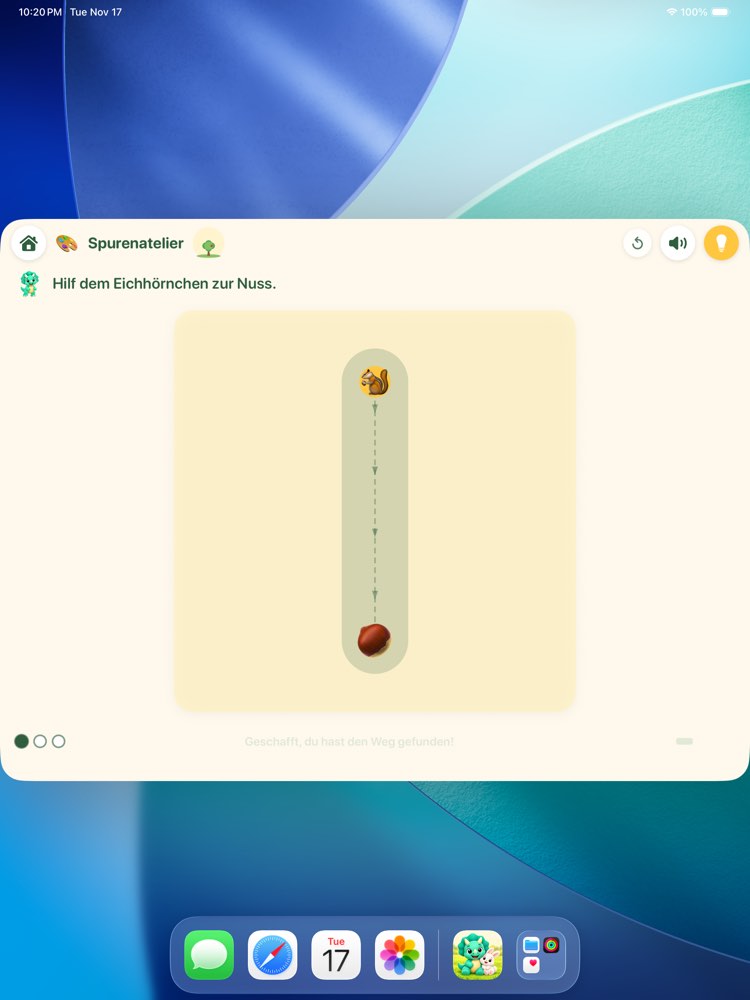 10:20 PM Tue Nov 17
100%
Spurenatelier
Hilf dem Eichhörnchen zur Nuss.
Geschafft, du hast den Weg gefunden!
Tue
17